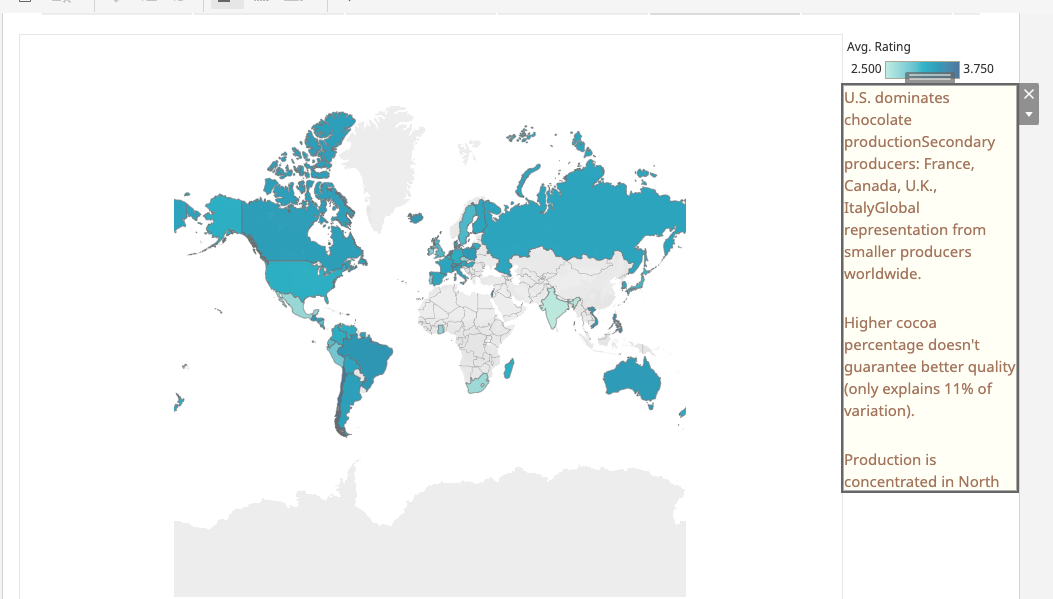 Avg. Rating
2.500 3.750
U.S. dominates
chocolate
productionSecondary
producers: France,
Canada, U.K.,
ItalyGlobal
representation from
smaller producers
worldwide.
Higher cocoa
percentage doesn't
guarantee better quality
(only explains 11% of
variation).
Production is
concentrated in North